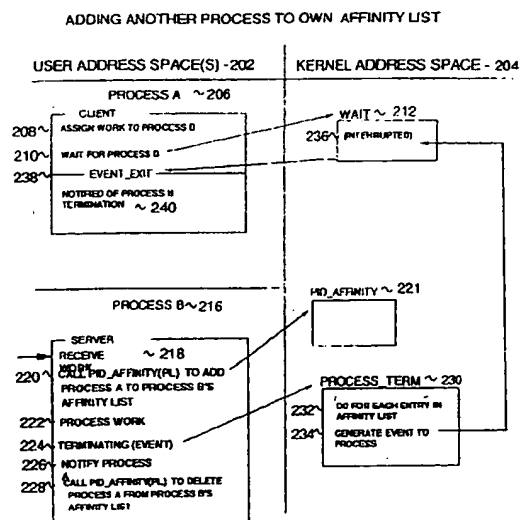 ADDING ANOTHER PROCESS TO OWN AFFINITY LIST
USER ADDRESS SPACE(S) - 202
KERNEL ADDRESS SPACE - 204
PROCESS A ~ 206
CLIENT
208 ASSIGN WORK TO PROCESS B
210 WAIT FOR PROCESS B
238 EVENT_EXIT
NOTIFIED OF PROCESS B
TERMINATION ~ 240
WAIT ~ 212
236 (INTERRUPTED)
PROCESS B ~ 216
SERVER
RECEIVE ~ 218
WORK
220 CALL PID_AFFINITY(PL) TO ADD
PROCESS A TO PROCESS B'S
AFFINITY LIST
222 PROCESS WORK
224 TERMINATING (EVENT)
226 NOTIFY PROCESS
A
228 CALL PID_AFFINITY(PL) TO DELETE
PROCESS A FROM PROCESS B'S
AFFINITY LIST
PID_AFFINITY ~ 221
PROCESS_TERM ~ 230
232 DO FOR EACH ENTRY IN
AFFINITY LIST
234 GENERATE EVENT TO
PROCESS